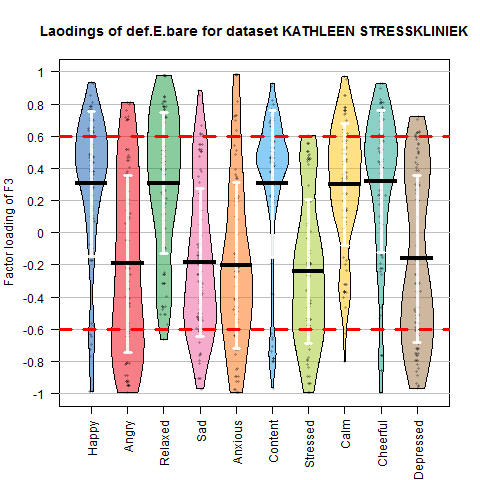 Laodings of def.E.bare for dataset KATHLEEN STRESSKLINIEK
Factor loading of F3
1
0.8
0.6
0.4
0.2
0
-0.2
-0.4
-0.6
-0.8
-1
Happy
Angry
Relaxed
Sad
Anxious
Content
Stressed
Calm
Cheerful
Depressed